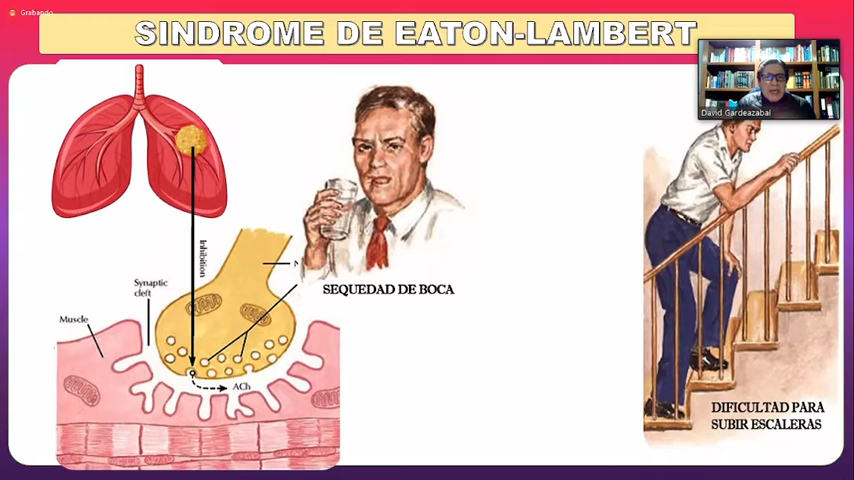 Grabando
SINDROME DE EATON-LAMBERT
David Gardeazabal
Inhibition
Synaptic
cleft
Muscle
ACh
SEQUEDAD DE BOCA
DIFICULTAD PARA
SUBIR ESCALERAS